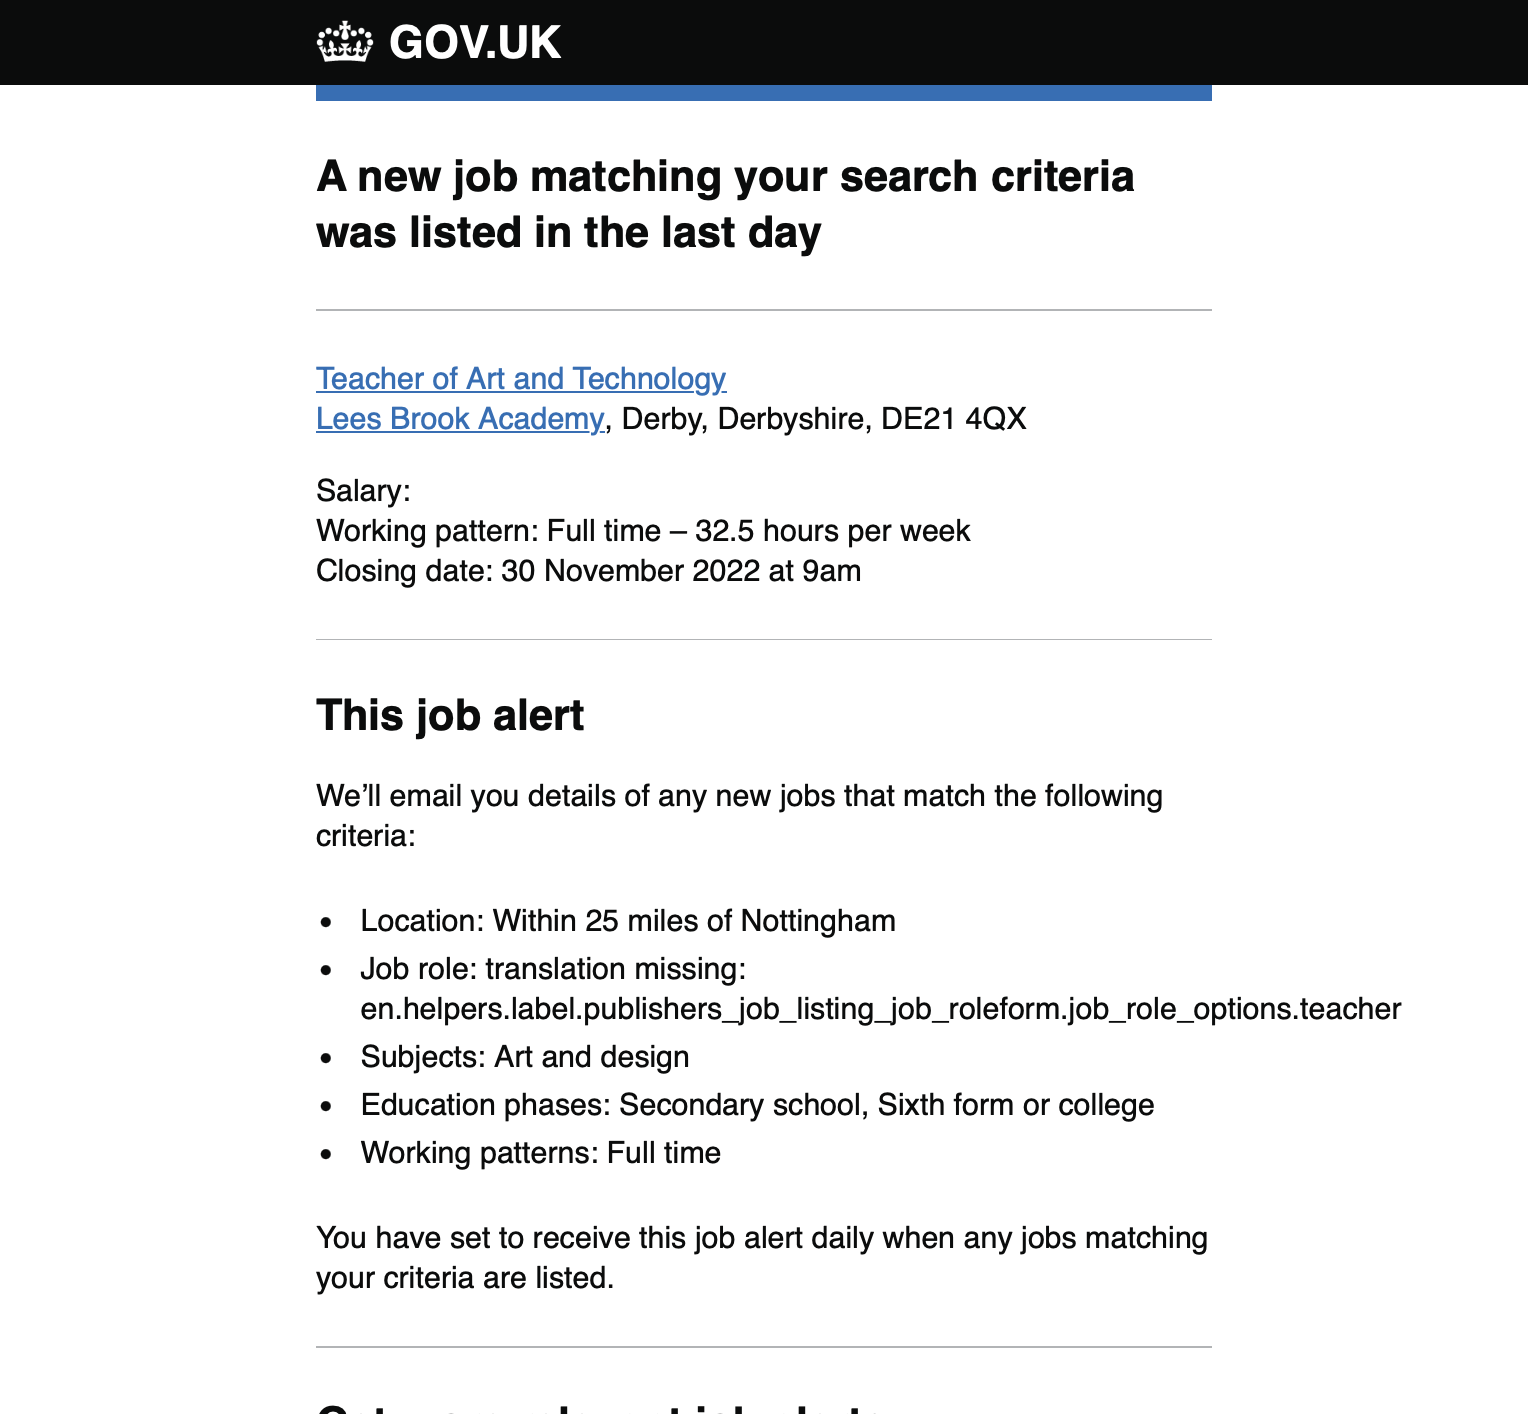 GOV.UK
A new job matching your search criteria
was listed in the last day
Teacher of Art and Technology
Lees Brook Academy, Derby, Derbyshire, DE21 4QX
Salary:
Working pattern: Full time – 32.5 hours per week
Closing date: 30 November 2022 at 9am
This job alert
We’ll email you details of any new jobs that match the following
criteria:
• Location: Within 25 miles of Nottingham
• Job role: translation missing:
en.helpers.label.publishers_job_listing_job_roleform.job_role_options.teacher
• Subjects: Art and design
• Education phases: Secondary school, Sixth form or college
• Working patterns: Full time
You have set to receive this job alert daily when any jobs matching
your criteria are listed.